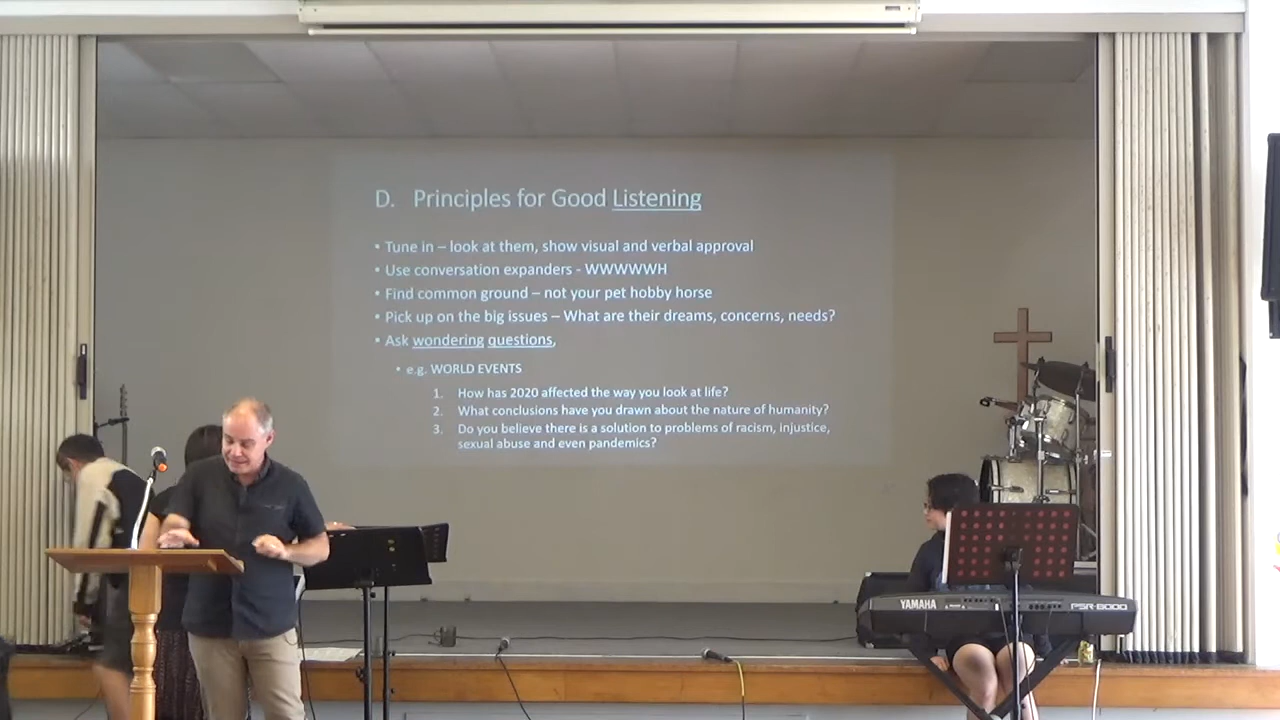 D. Principles for Good Listening
• Tune in – look at them, show visual and verbal approval
• Use conversation expanders - WWWWWH
• Find common ground – not your pet hobby horse
• Pick up on the big issues – What are their dreams, concerns, needs?
• Ask wondering questions,
• e.g. WORLD EVENTS
1. How has 2020 affected the way you look at life?
2. What conclusions have you drawn about the nature of humanity?
3. Do you believe there is a solution to problems of racism, injustice,
sexual abuse and even pandemics?
YAMAHA
PSR-8000